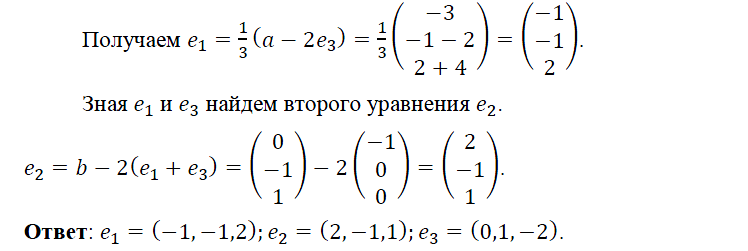 Получаем e₁ = 1/3 (a − 2e₃) = 1/3 (−3; −1 − 2; 2 + 4) = (−1; −1; 2).
Зная e₁ и e₃ найдем второго уравнения e₂.
e₂ = b − 2(e₁ + e₃) = (0; −1; 1) − 2 (−1; 0; 0) = (2; −1; 1).
Ответ: e₁ = (−1, −1,2); e₂ = (2, −1,1); e₃ = (0,1, −2).